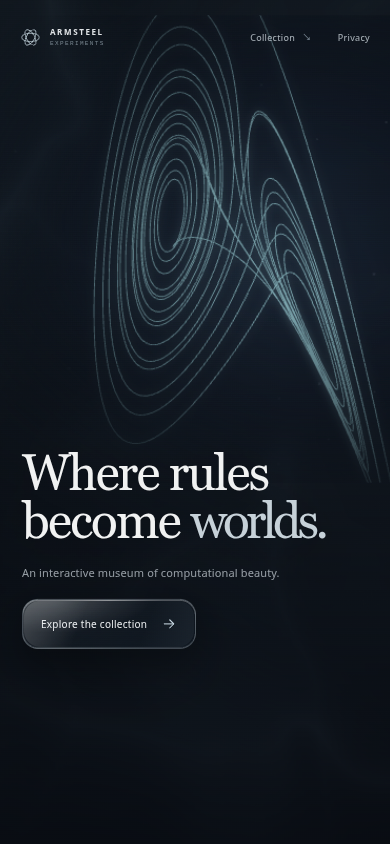 ARMSTEEL
EXPERIMENTS
Collection ↘ Privacy
Where rules
become worlds.
An interactive museum of computational beauty.
Explore the collection →